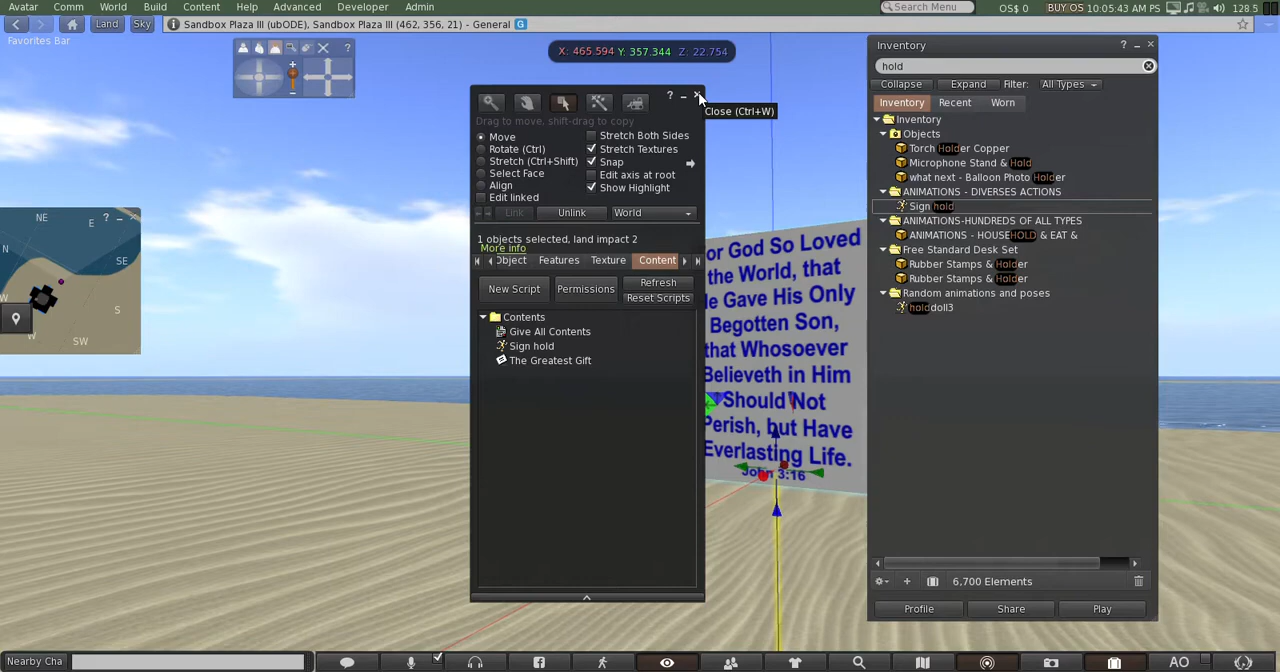 Avatar Comm World Build Content Help Advanced Developer Admin
Search Menu
OS$ 0 BUY OS 10:05:43 PM 128.5
Land Sky Sandbox Plaza III (ubODE), Sandbox Plaza III (462, 356, 21) - General G
Favorites Bar
X: 465.594 Y: 357.344 Z: 22.754
?
NE
E
N
SE
S
W
W
SW
?
? – ×
Close (Ctrl+W)
Drag to move, shift-drag to copy
Move
Rotate (Ctrl)
Stretch (Ctrl+Shift)
Select Face
Align
Edit linked
Stretch Both Sides
Stretch Textures
Snap
Edit axis at root
Show Highlight
Link Unlink World
1 objects selected, land impact 2
More info
Object Features Texture Content
New Script Permissions Refresh
Reset Scripts
Contents
Give All Contents
Sign hold
The Greatest Gift
or God So Loved
the World, that
He Gave His Only
Begotten Son,
that Whosoever
Believeth in Him
Should Not
Perish, but Have
Everlasting Life.
John 3:16
Inventory
hold
Collapse Expand Filter: All Types
Inventory Recent Worn
Inventory
Objects
Torch Holder Copper
Microphone Stand & Hold
what next - Balloon Photo Holder
ANIMATIONS - DIVERSES ACTIONS
Sign hold
ANIMATIONS-HUNDREDS OF ALL TYPES
ANIMATIONS - HOUSEHOLD & EAT &
Free Standard Desk Set
Rubber Stamps & Holder
Rubber Stamps & Holder
Random animations and poses
holddoll3
6,700 Elements
Profile Share Play
Nearby Cha
AO